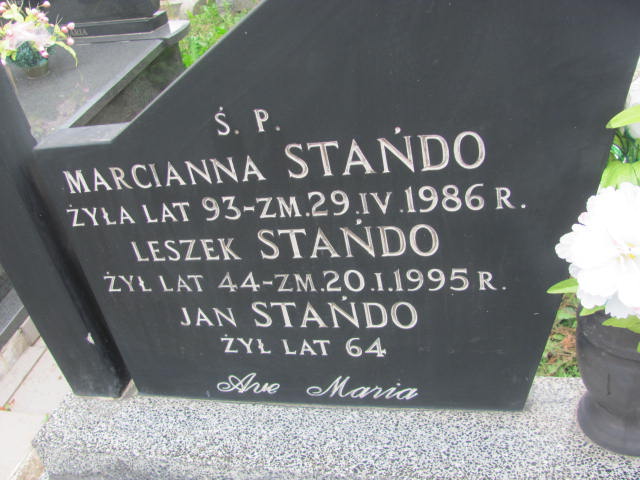 Ś. P.
MARCIANNA STAŃDO
ŻYŁA LAT 93-ZM.29.IV.1986 R.
LESZEK STAŃDO
ŻYŁ LAT 44-ZM.20.I.1995 R.
JAN STAŃDO
ŻYŁ LAT 64
Ave Maria